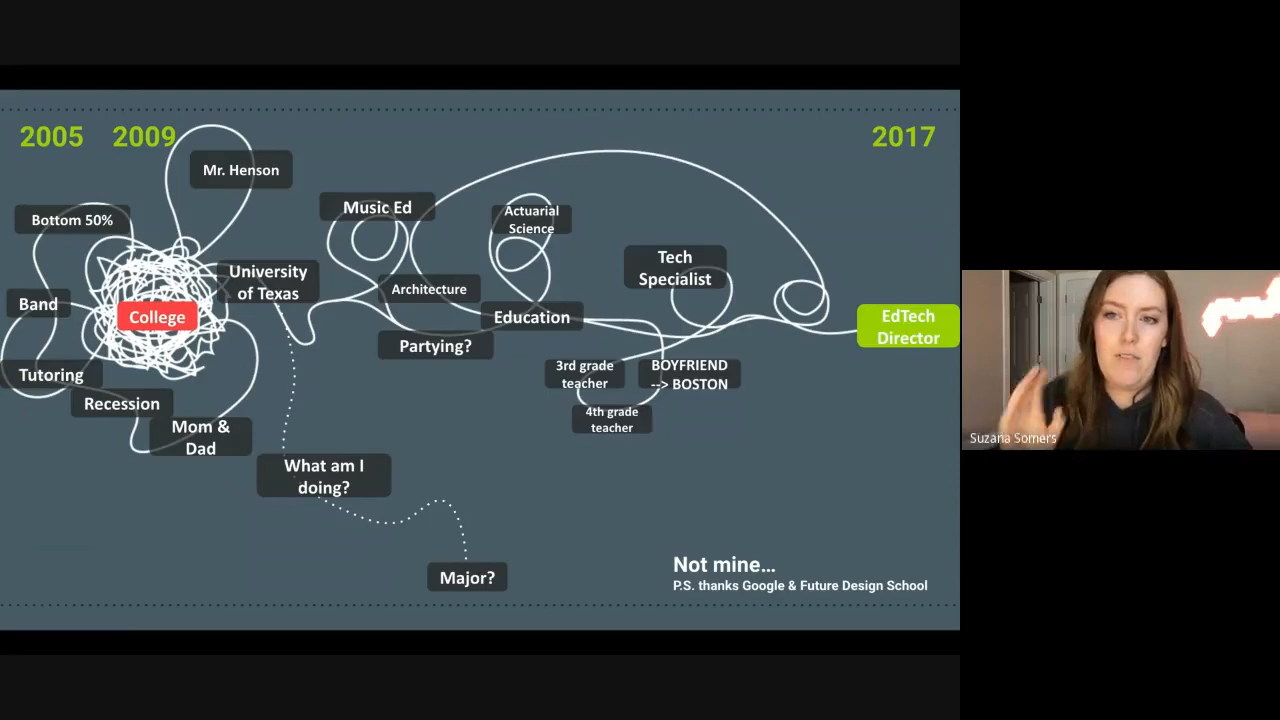 2005
2009
2017
Mr. Henson
Bottom 50%
Music Ed
Actuarial
Science
University
of Texas
Tech
Specialist
Band
College
Architecture
Education
EdTech
Director
Partying?
Tutoring
3rd grade
teacher
BOYFRIEND
--> BOSTON
Recession
4th grade
teacher
Mom &
Dad
What am I
doing?
Major?
Not mine...
P.S. thanks Google & Future Design School
Suzana Somers